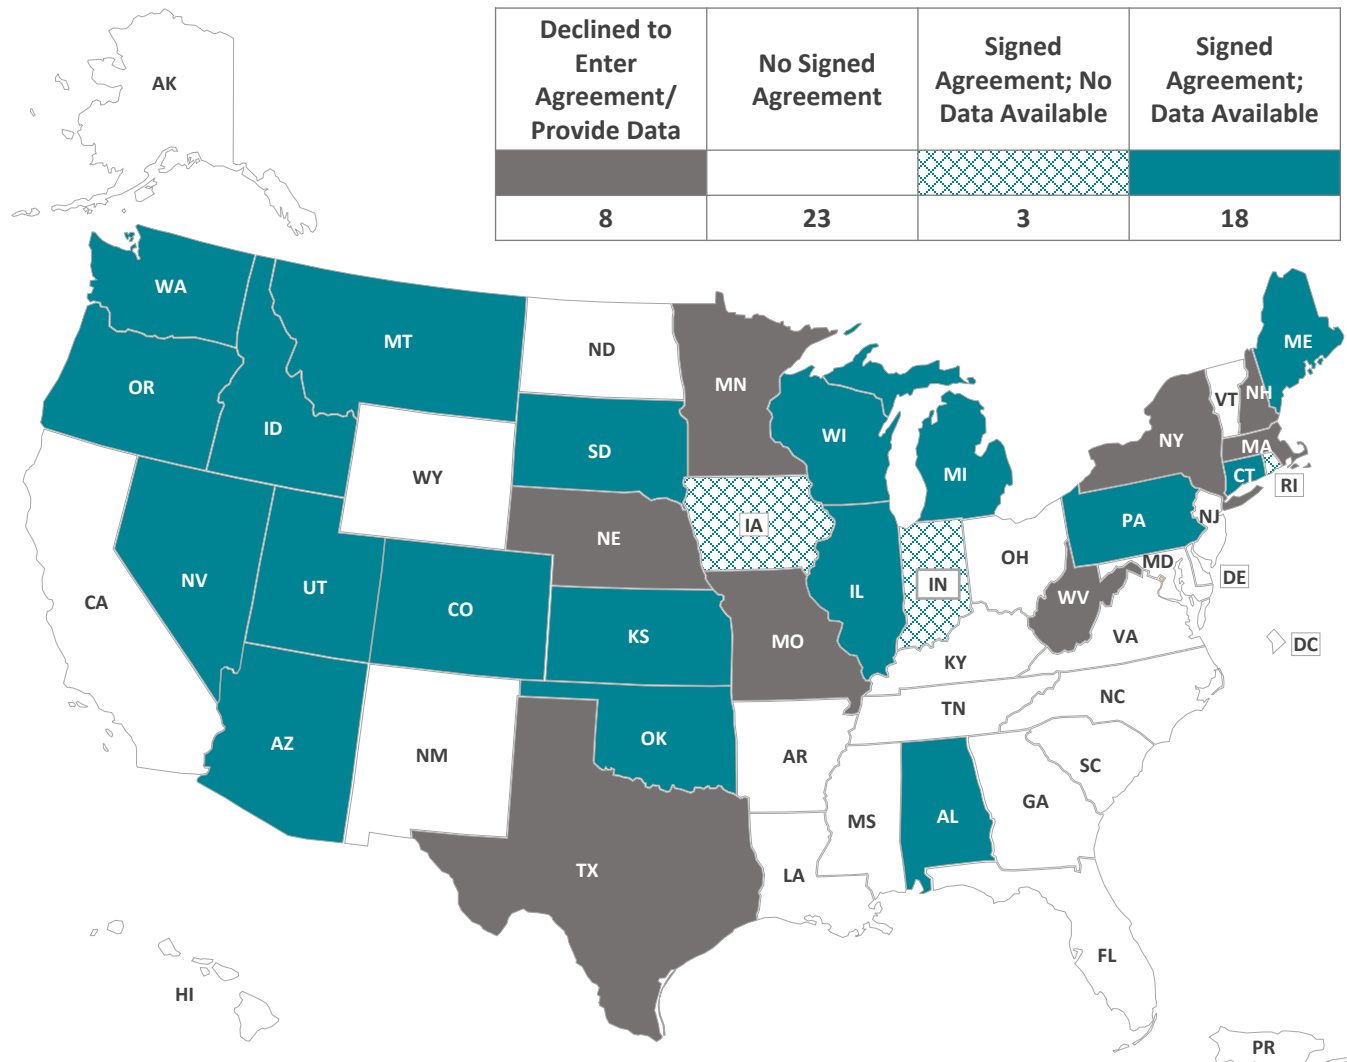 Declined to
Enter
Agreement/
Provide Data
No Signed
Agreement
Signed
Agreement; No
Data Available
Signed
Agreement;
Data Available
8
23
3
18
AK
WA
MT
ND
MN
ME
OR
ID
SD
WI
MI
NY
VT
NH
MA
CT
RI
WY
IA
NE
PA
NJ
OH
IN
IL
MD
DE
NV
UT
CO
CA
KS
MO
WV
VA
DC
KY
NC
TN
AZ
NM
OK
AR
SC
MS
AL
GA
TX
LA
FL
HI
PR